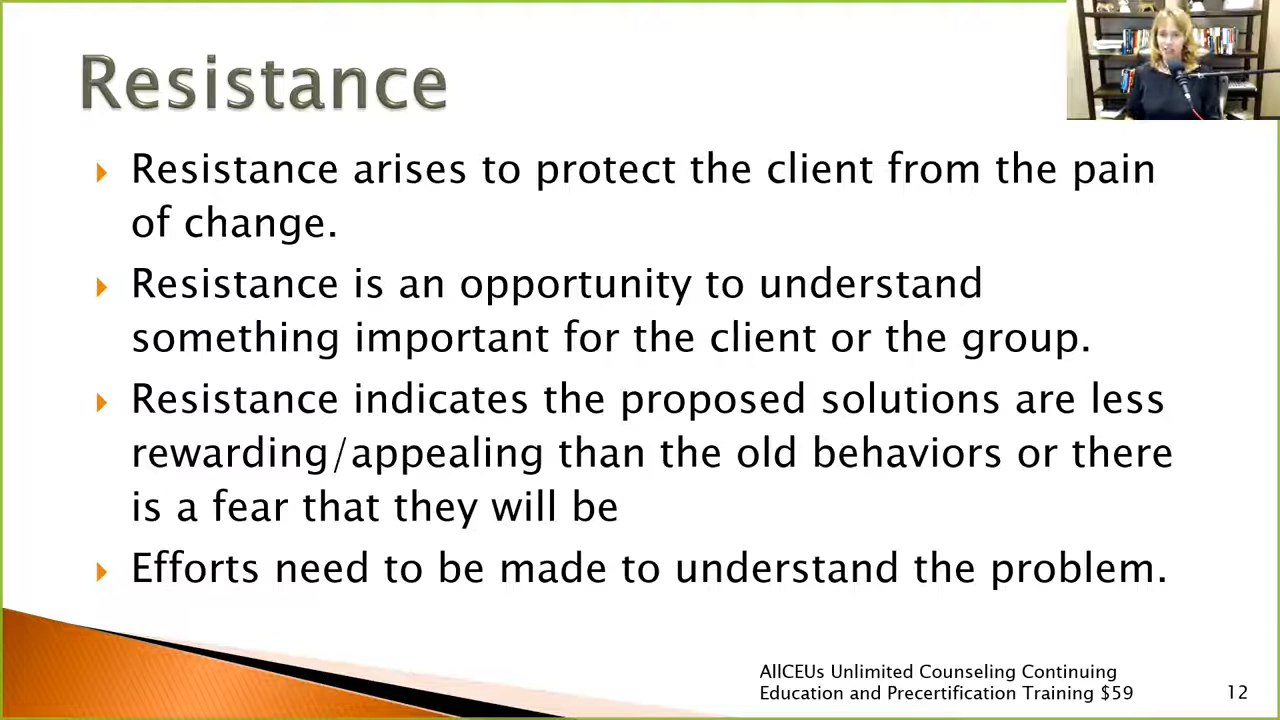 Resistance
Resistance arises to protect the client from the pain
of change.
Resistance is an opportunity to understand
something important for the client or the group.
Resistance indicates the proposed solutions are less
rewarding/appealing than the old behaviors or there
is a fear that they will be
Efforts need to be made to understand the problem.
AllCEUs Unlimited Counseling Continuing
Education and Precertification Training $59
12